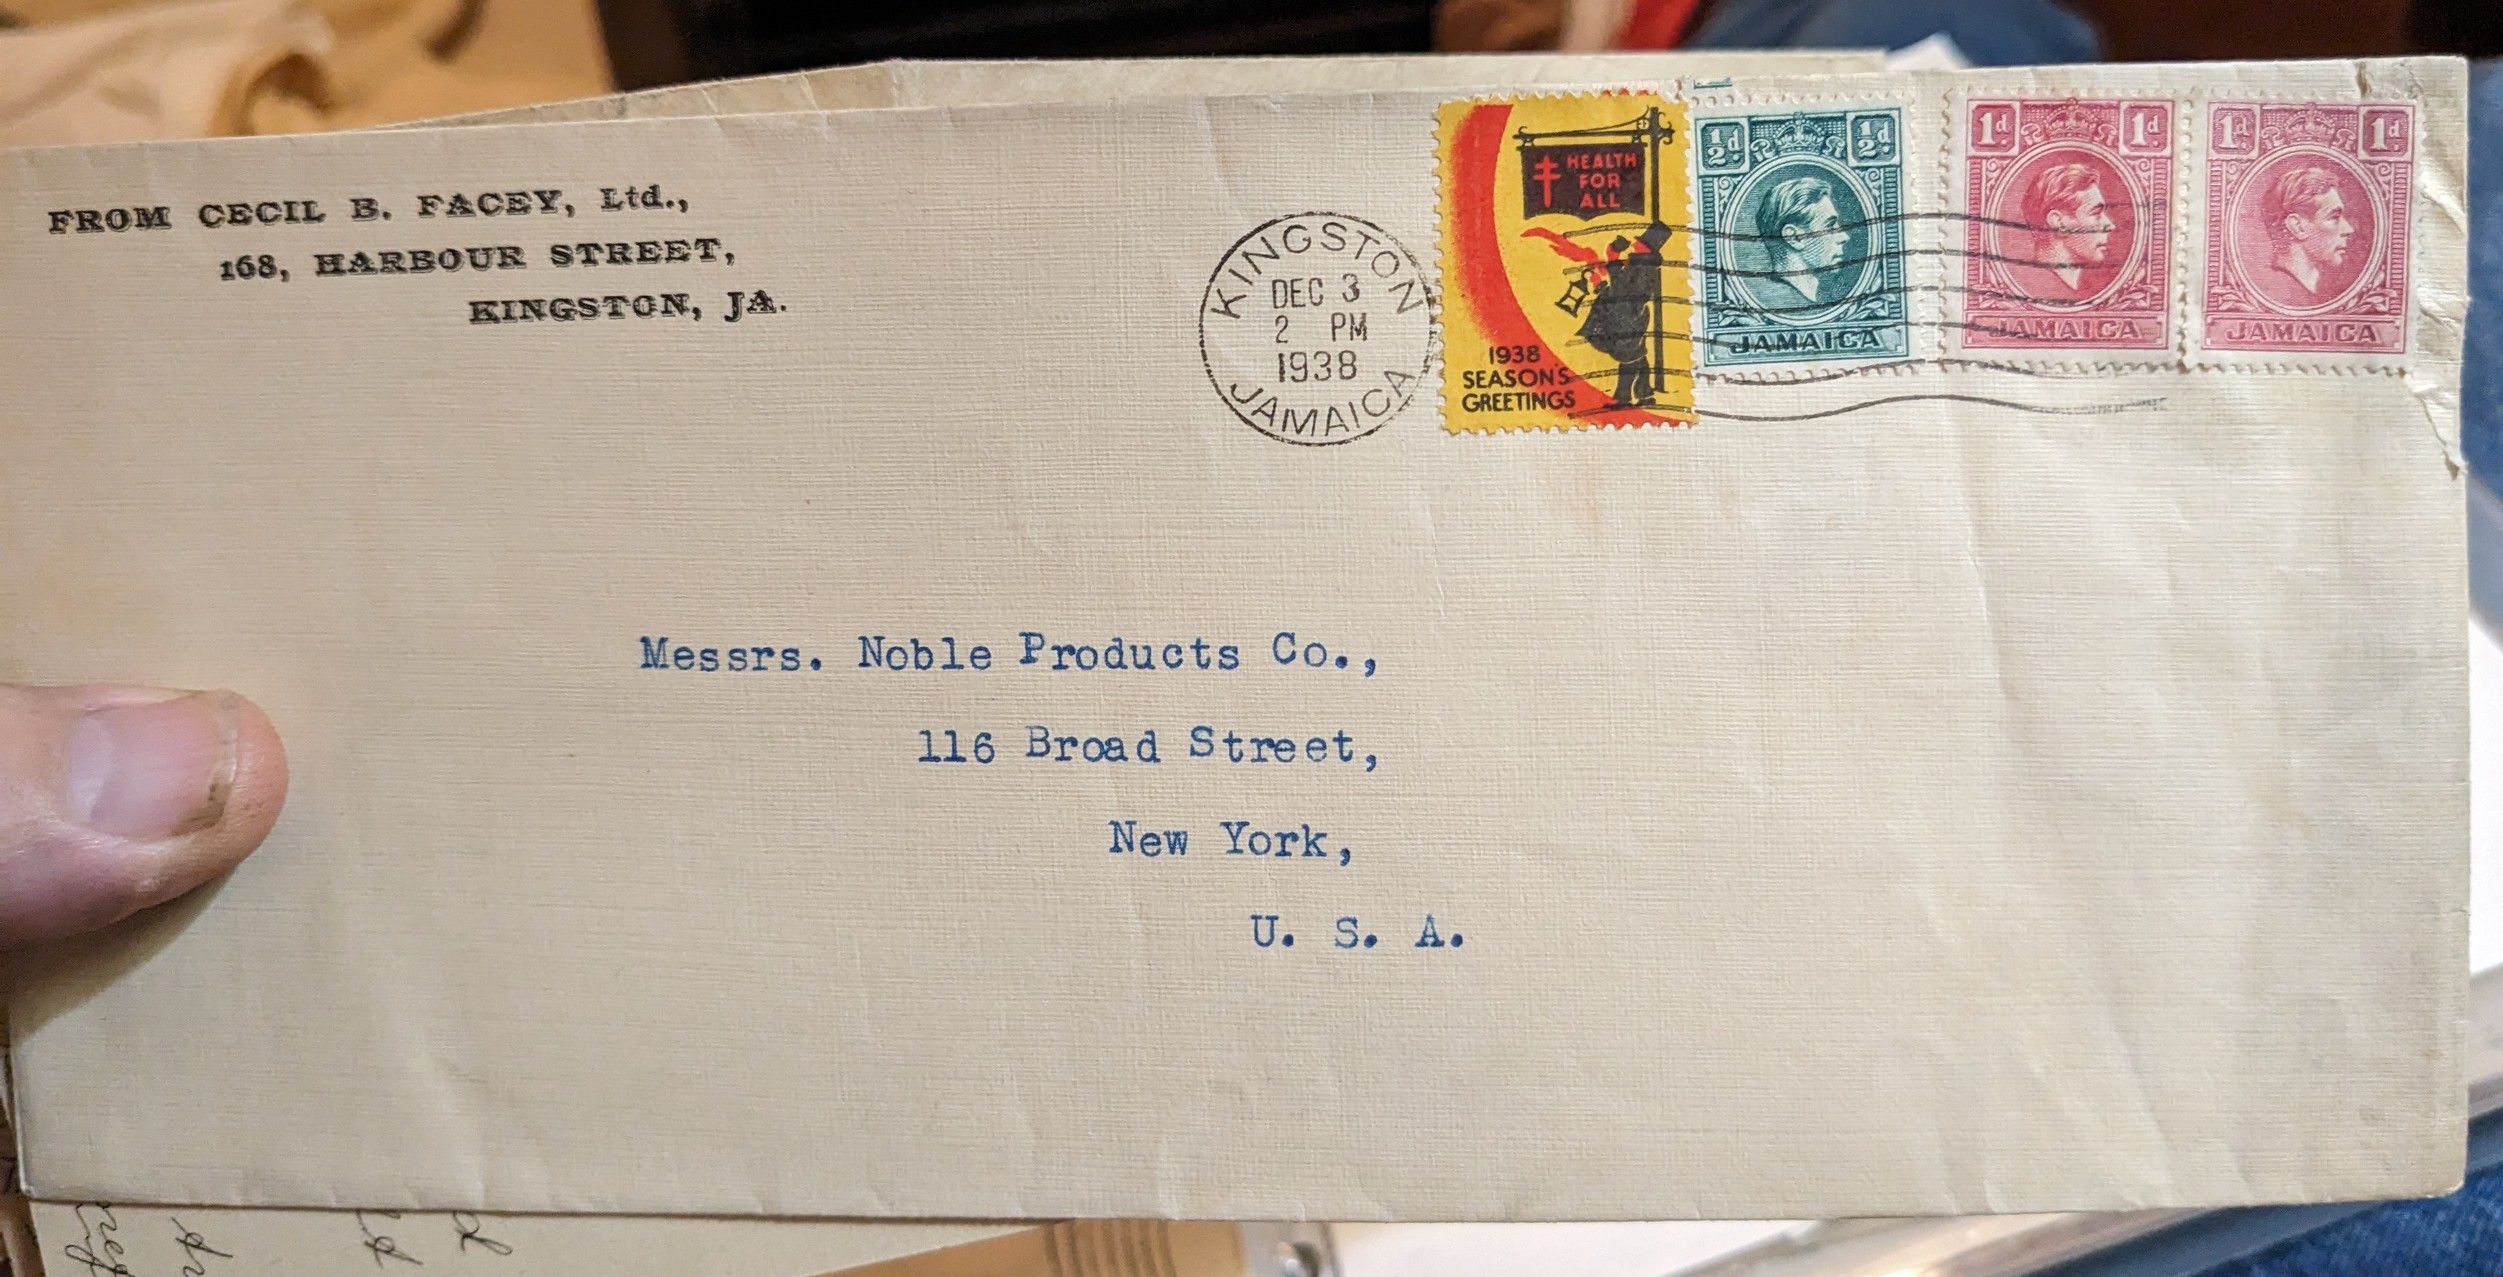 FROM CECIL B. FACEY, Ltd.,
168, HARBOUR STREET,
KINGSTON, JA.
KINGSTON
DEC 3
2 PM
1938
JAMAICA
HEALTH
FOR
ALL
1938
SEASON'S
GREETINGS
½d ½d
JAMAICA
1d 1d
JAMAICA
1d 1d
JAMAICA
Messrs. Noble Products Co.,
116 Broad Street,
New York,
U. S. A.